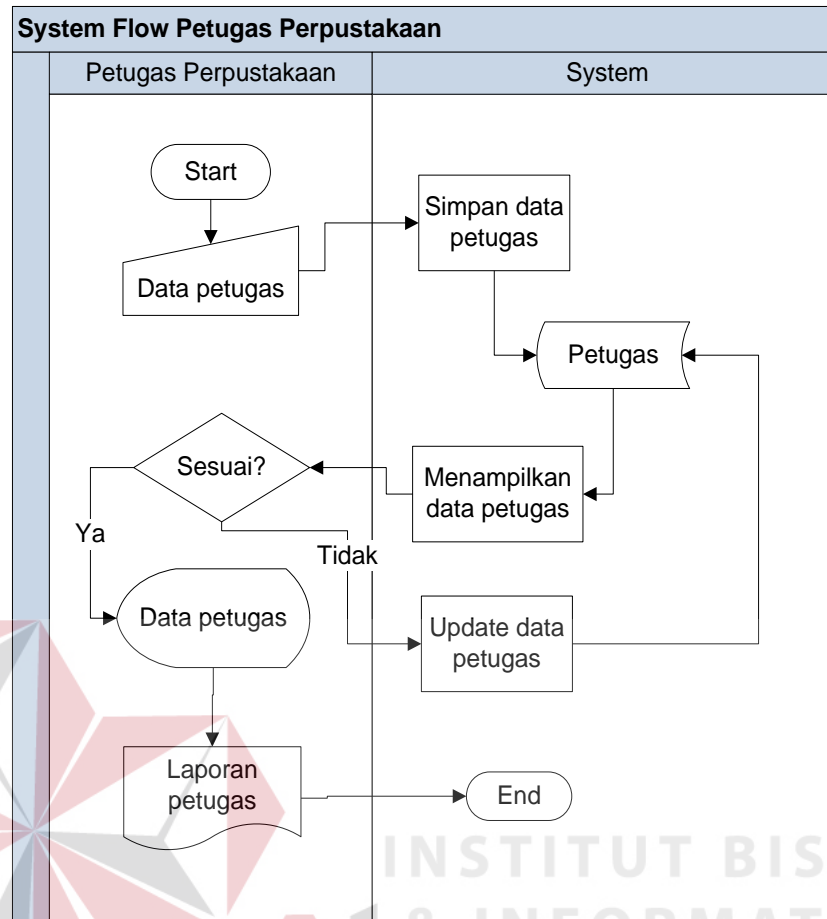 System Flow Petugas Perpustakaan
Petugas Perpustakaan
System
Start
Data petugas
Simpan data
petugas
Petugas
Sesuai?
Menampilkan
data petugas
Ya
Tidak
Data petugas
Update data
petugas
Laporan
petugas
End
INSTITUT BIS
& INFORMAT